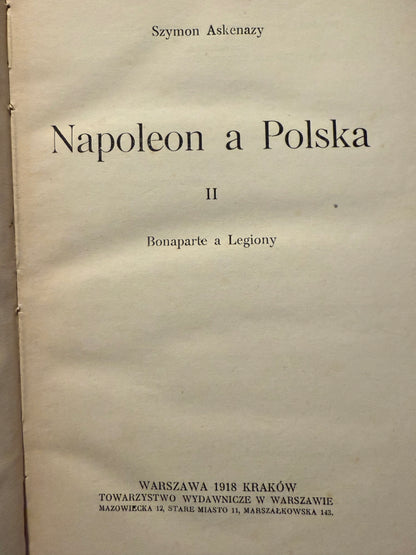 Szymon Askenazy
Napoleon a Polska
II
Bonaparte a Legiony
WARSZAWA 1918 KRAKÓW
TOWARZYSTWO WYDAWNICZE W WARSZAWIE
MAZOWIECKA 12, STARE MIASTO 11, MARSZAŁKOWSKA 143.